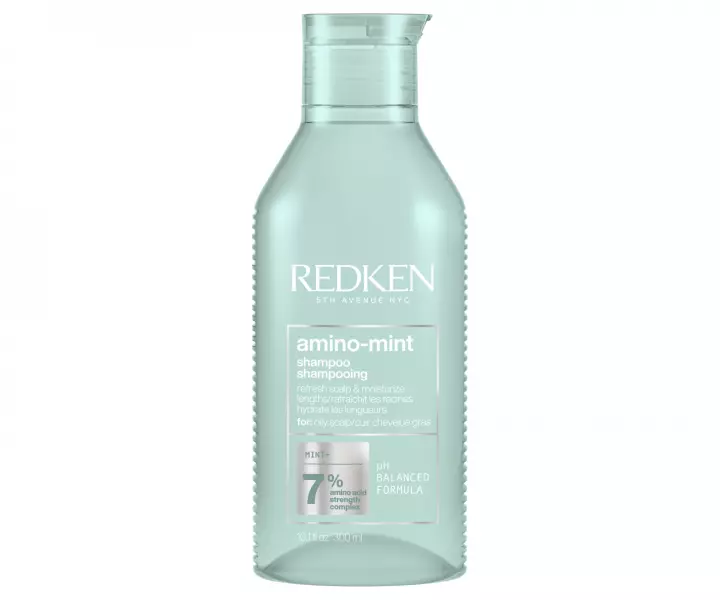 REDKEN
5TH AVENUE NYC
amino-mint
shampoo
shampooing
refresh scalp & moisturize
lengths/rafraîchit les racines
hydrate les longueurs
for: oily scalp/cuir chevelu gras
MINT+
7%
amino acid
strength
complex
pH
BALANCED
FORMULA
10.1 fl.oz. 300 ml